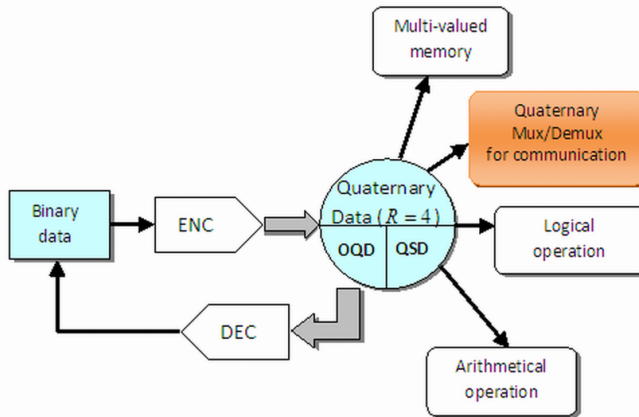 Multi-valued
memory
Quaternary
Mux/Demux
for communication
Quaternary
Data ( R = 4 )
OQD
QSD
Binary
data
ENC
Logical
operation
DEC
Arithmetical
operation